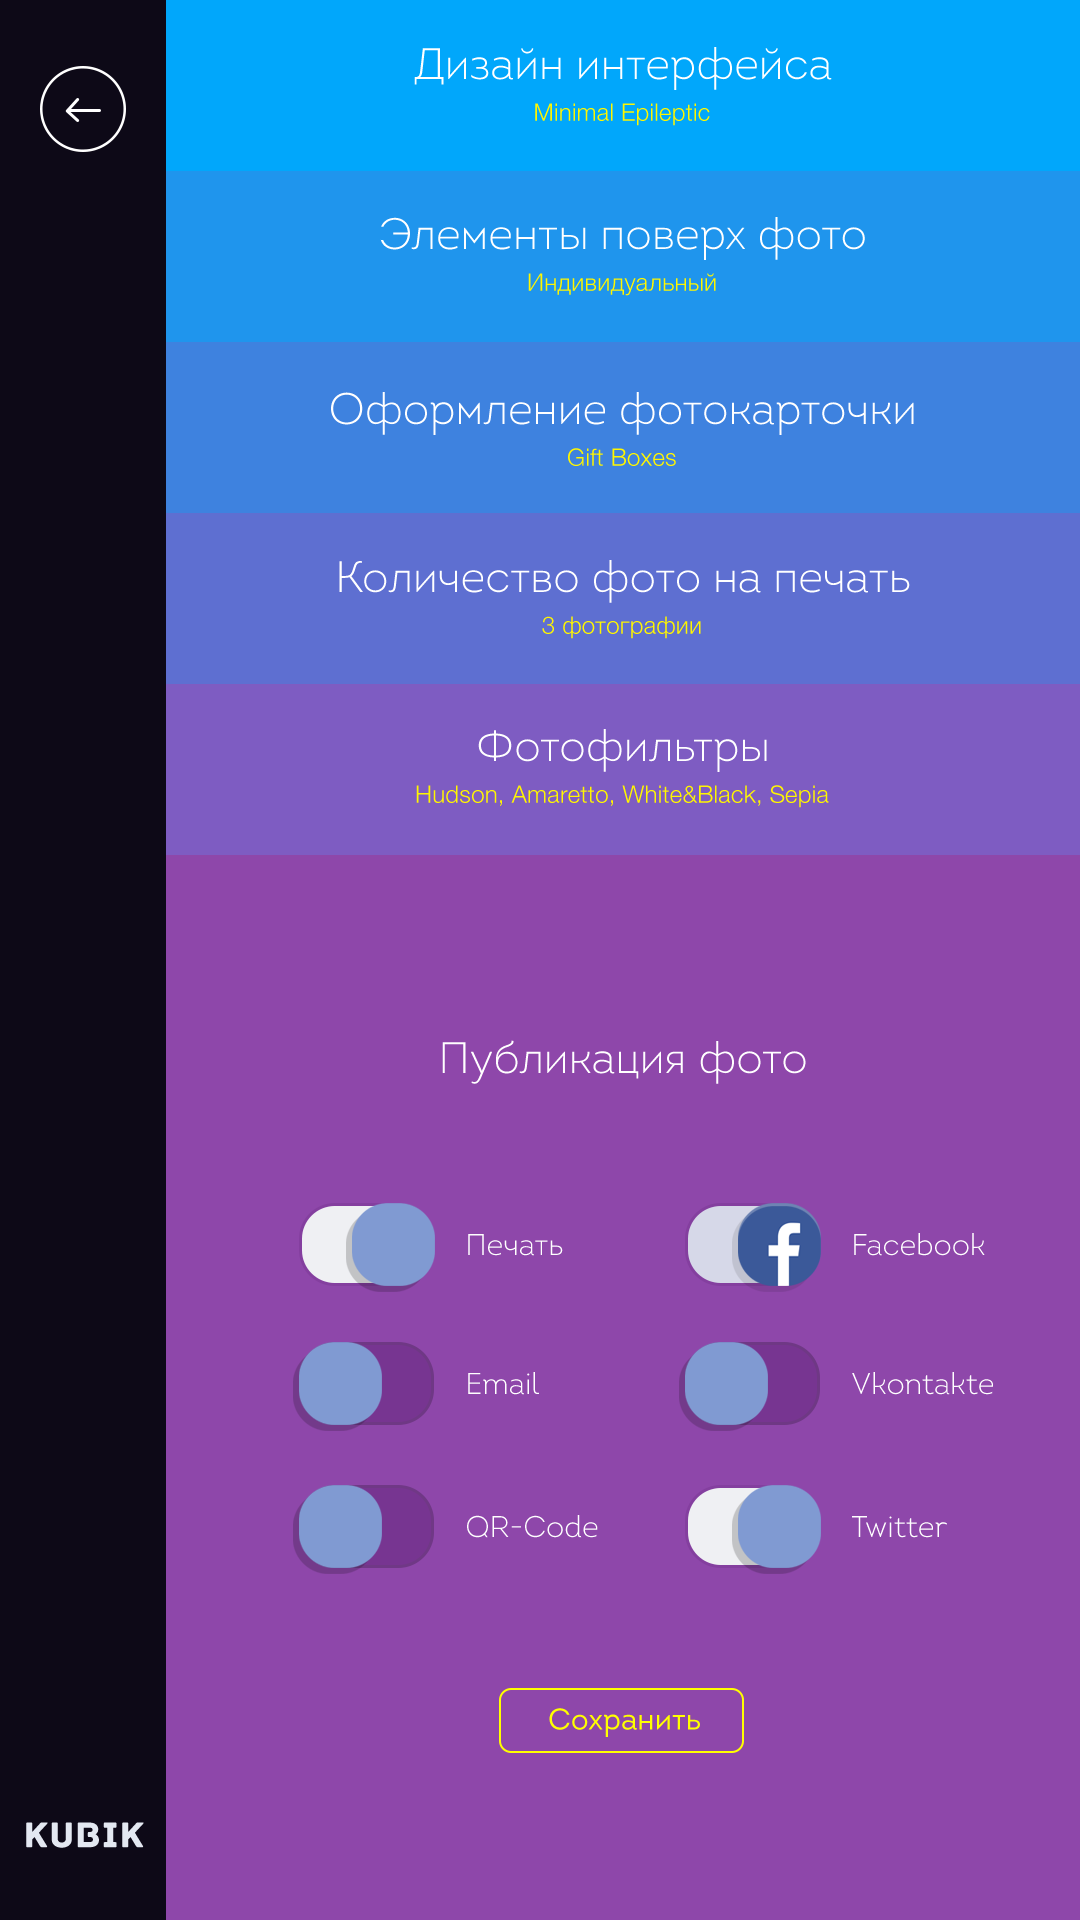 Дизайн интерфейса
Minimal Epileptic
Элементы поверх фото
Индивидуальный
Оформление фотокарточки
Gift Boxes
Количество фото на печать
3 фотографии
Фотофильтры
Hudson, Amaretto, White&Black, Sepia
Публикация фото
Печать
Facebook
Email
Vkontakte
QR-Code
Twitter
Сохранить
KUBIK